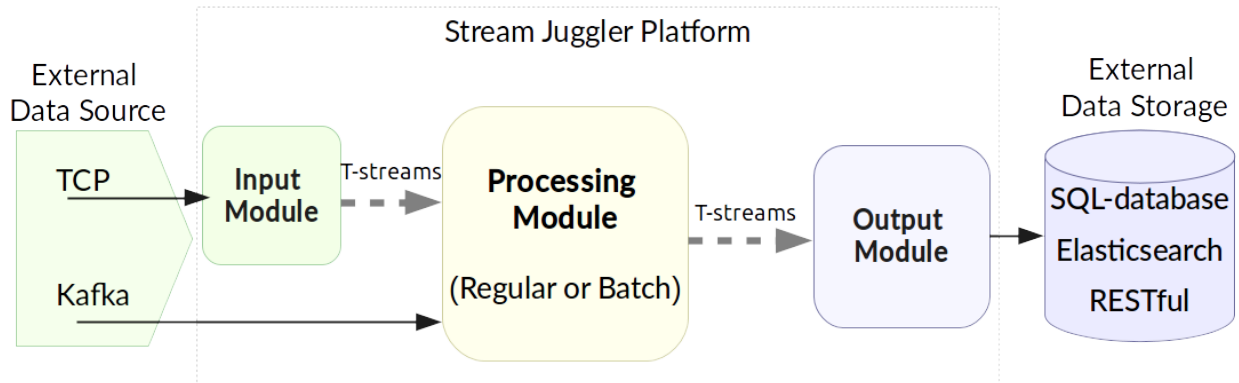 Stream Juggler Platform
External
Data Source
TCP
Kafka
Input
Module
T-streams
Processing
Module
(Regular or Batch)
T-streams
Output
Module
External
Data Storage
SQL-database
Elasticsearch
RESTful